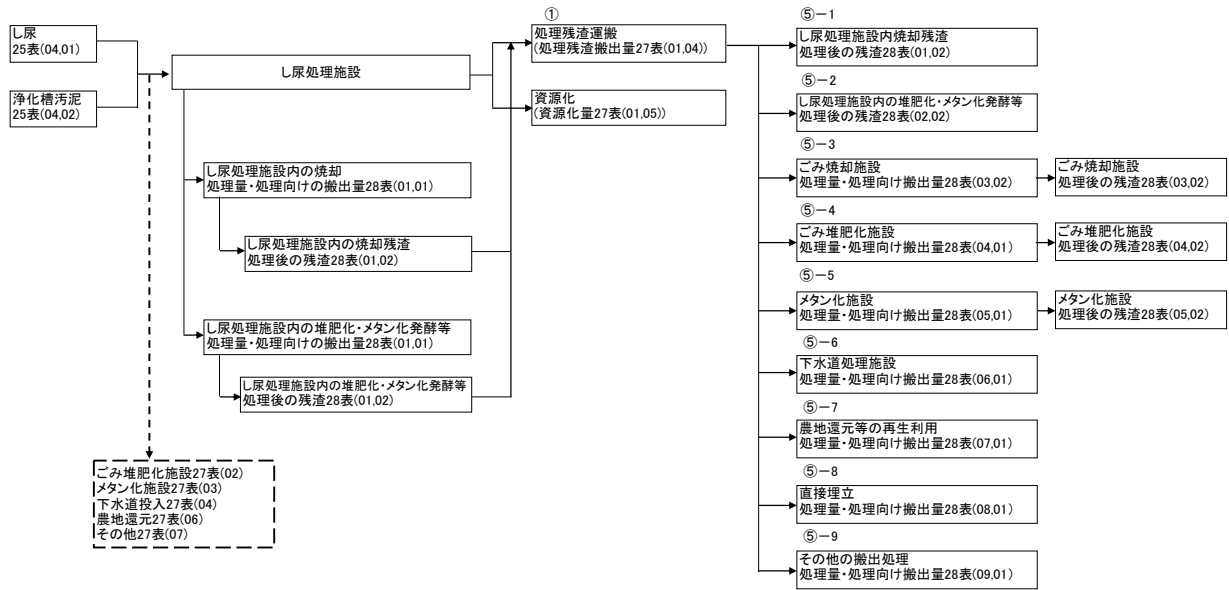 し尿
25表(04,01)
浄化槽汚泥
25表(04,02)
し尿処理施設
し尿処理施設内の焼却
処理量・処理向けの搬出量28表(01,01)
し尿処理施設内の焼却残渣
処理後の残渣28表(01,02)
し尿処理施設内の堆肥化・メタン化発酵等
処理量・処理向けの搬出量28表(01,01)
し尿処理施設内の堆肥化・メタン化発酵等
処理後の残渣28表(01,02)
ごみ堆肥化施設27表(02)
メタン化施設27表(03)
下水道投入27表(04)
農地還元27表(06)
その他27表(07)
①
処理残渣運搬
(処理残渣搬出量27表(01,04))
資源化
(資源化量27表(01,05))
⑤－1
し尿処理施設内焼却残渣
処理後の残渣28表(01,02)
⑤－2
し尿処理施設内の堆肥化・メタン化発酵等
処理後の残渣28表(02,02)
⑤－3
ごみ焼却施設
処理量・処理向け搬出量28表(03,02)
ごみ焼却施設
処理後の残渣28表(03,02)
⑤－4
ごみ堆肥化施設
処理量・処理向け搬出量28表(04,01)
ごみ堆肥化施設
処理後の残渣28表(04,02)
⑤－5
メタン化施設
処理量・処理向け搬出量28表(05,01)
メタン化施設
処理後の残渣28表(05,02)
⑤－6
下水道処理施設
処理量・処理向け搬出量28表(06,01)
⑤－7
農地還元等の再生利用
処理量・処理向け搬出量28表(07,01)
⑤－8
直接埋立
処理量・処理向け搬出量28表(08,01)
⑤－9
その他の搬出処理
処理量・処理向け搬出量28表(09,01)